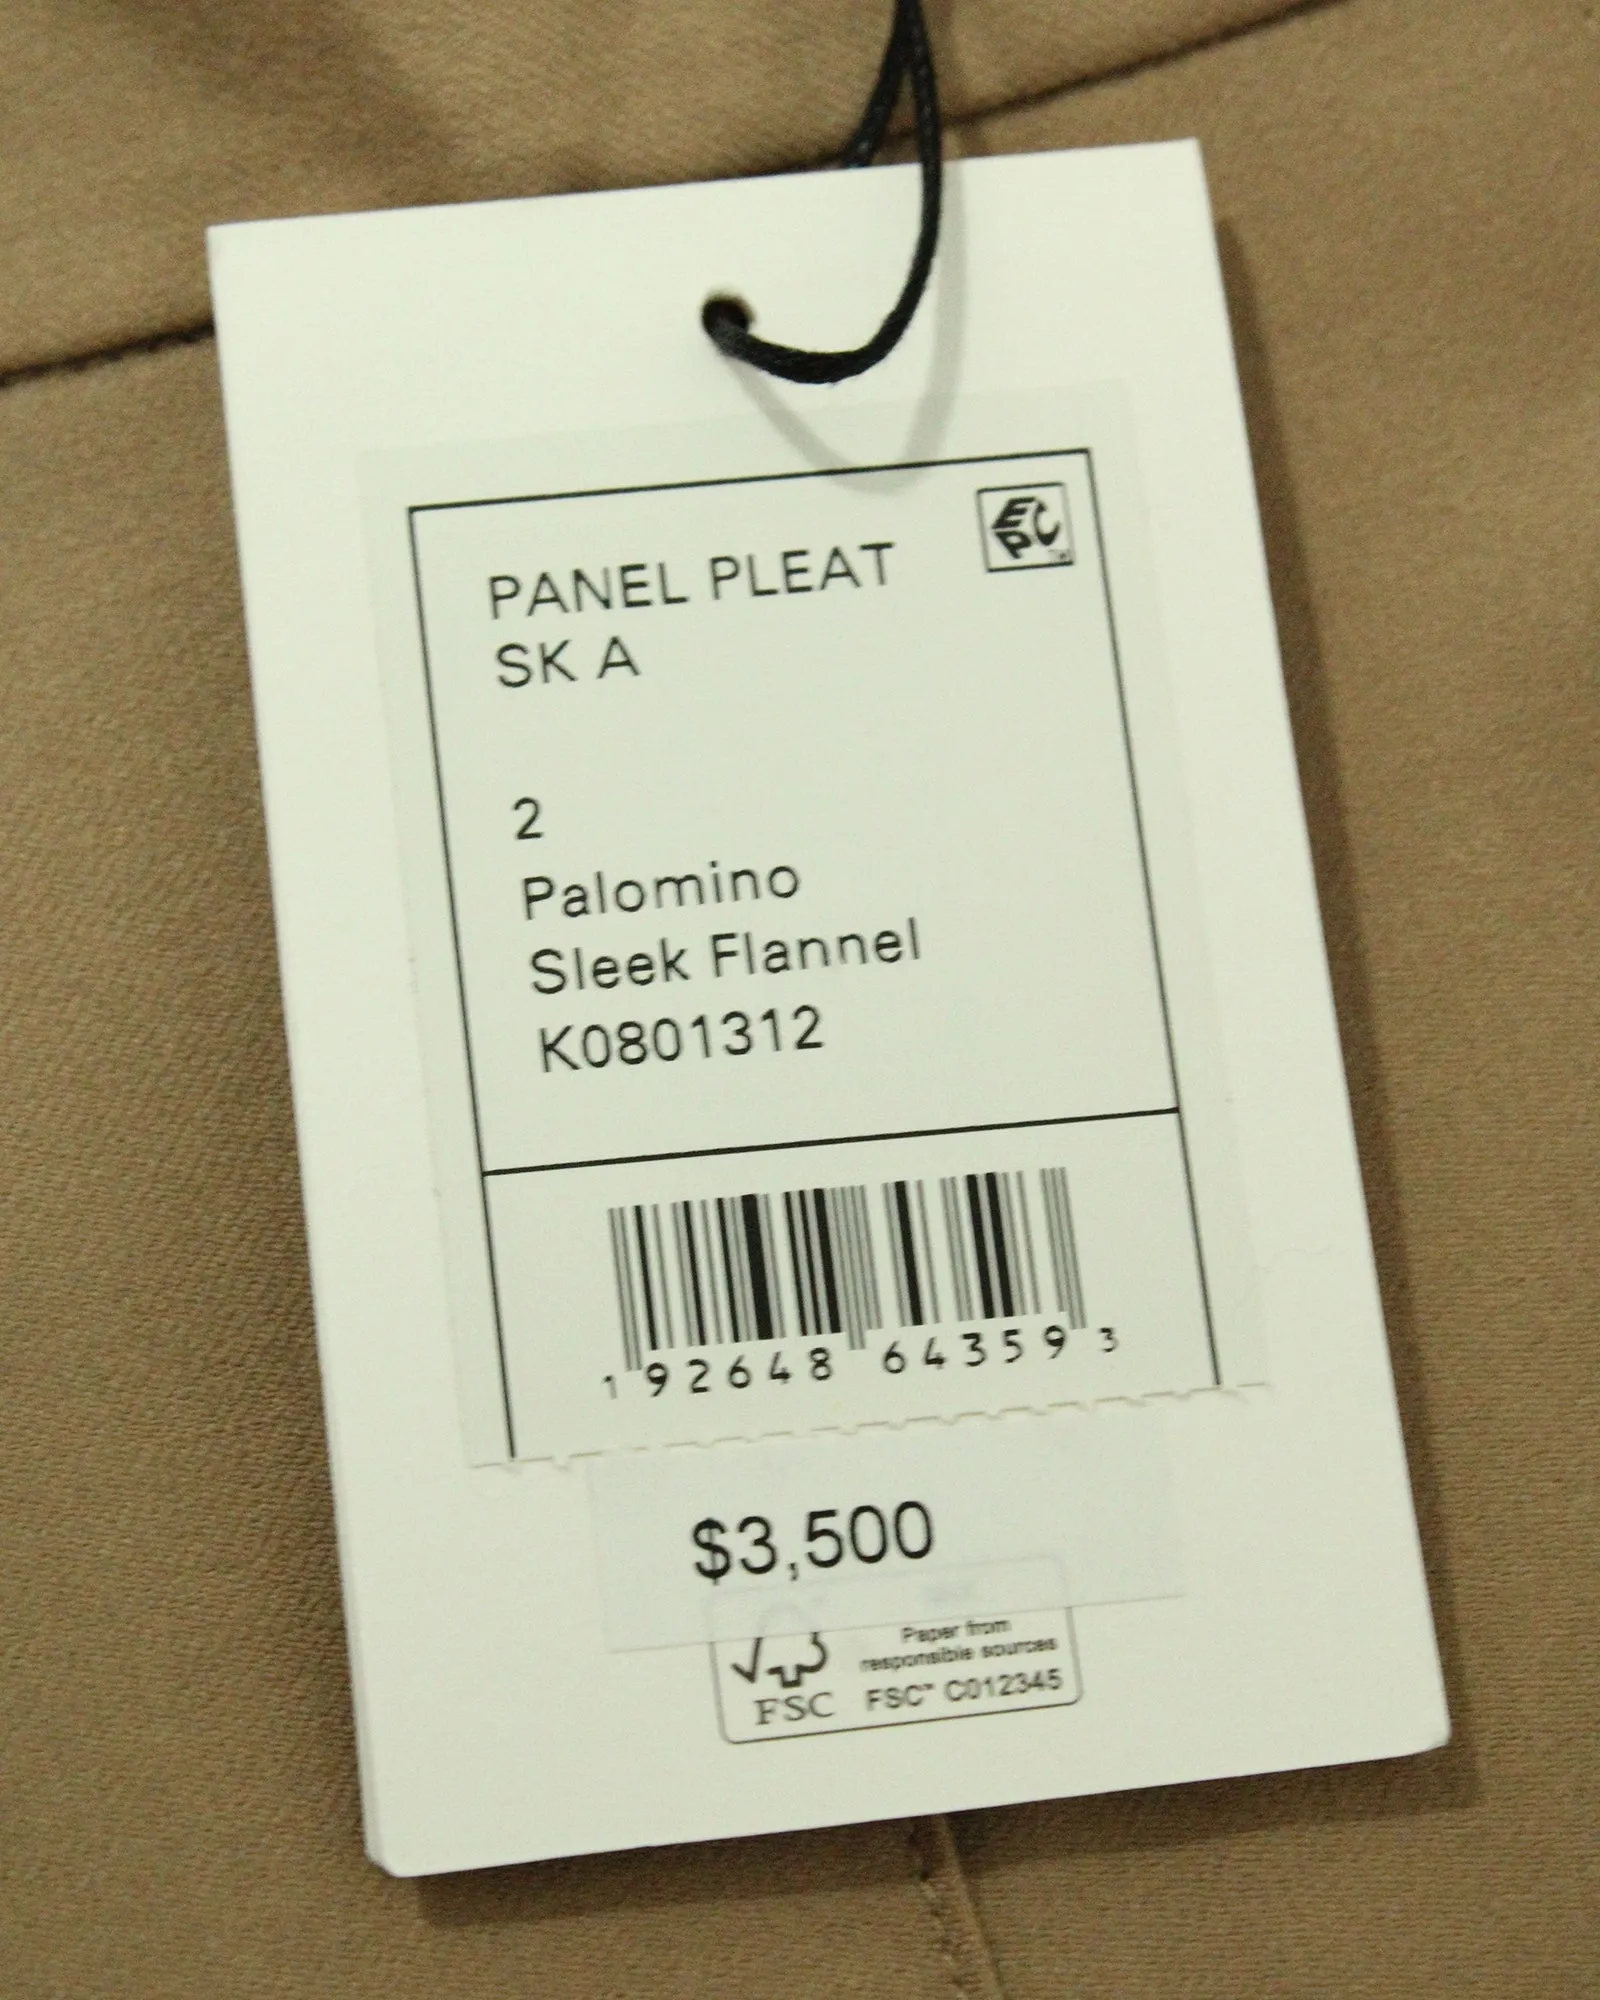 EPC
PANEL PLEAT
SK A
2
Palomino
Sleek Flannel
K0801312
1 92648 64359 3
$3,500
Paper from
responsible sources
FSC FSC™ C012345